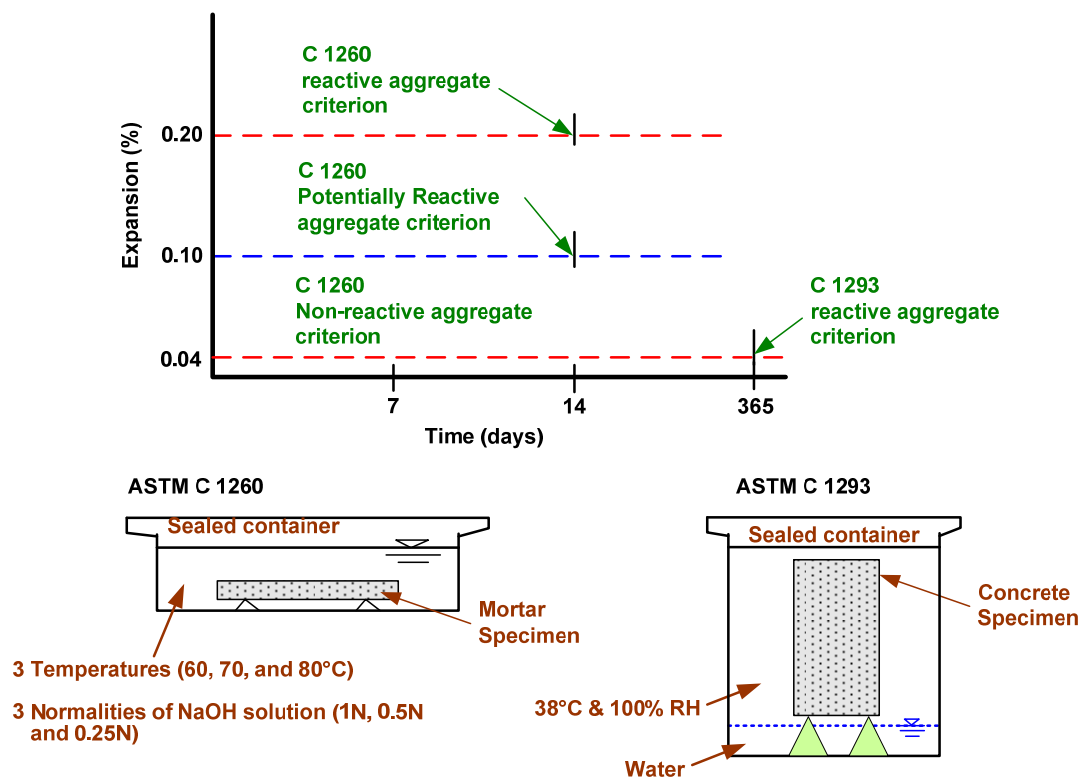 C 1260
reactive aggregate
criterion
0.20
C 1260
Potentially Reactive
aggregate criterion
Expansion (%)
0.10
C 1260
Non-reactive aggregate
criterion
C 1293
reactive aggregate
criterion
0.04
7
14
365
Time (days)
ASTM C 1260
ASTM C 1293
Sealed container
Sealed container
Mortar
Specimen
Concrete
Specimen
3 Temperatures (60, 70, and 80°C)
3 Normalities of NaOH solution (1N, 0.5N
and 0.25N)
38°C & 100% RH
Water